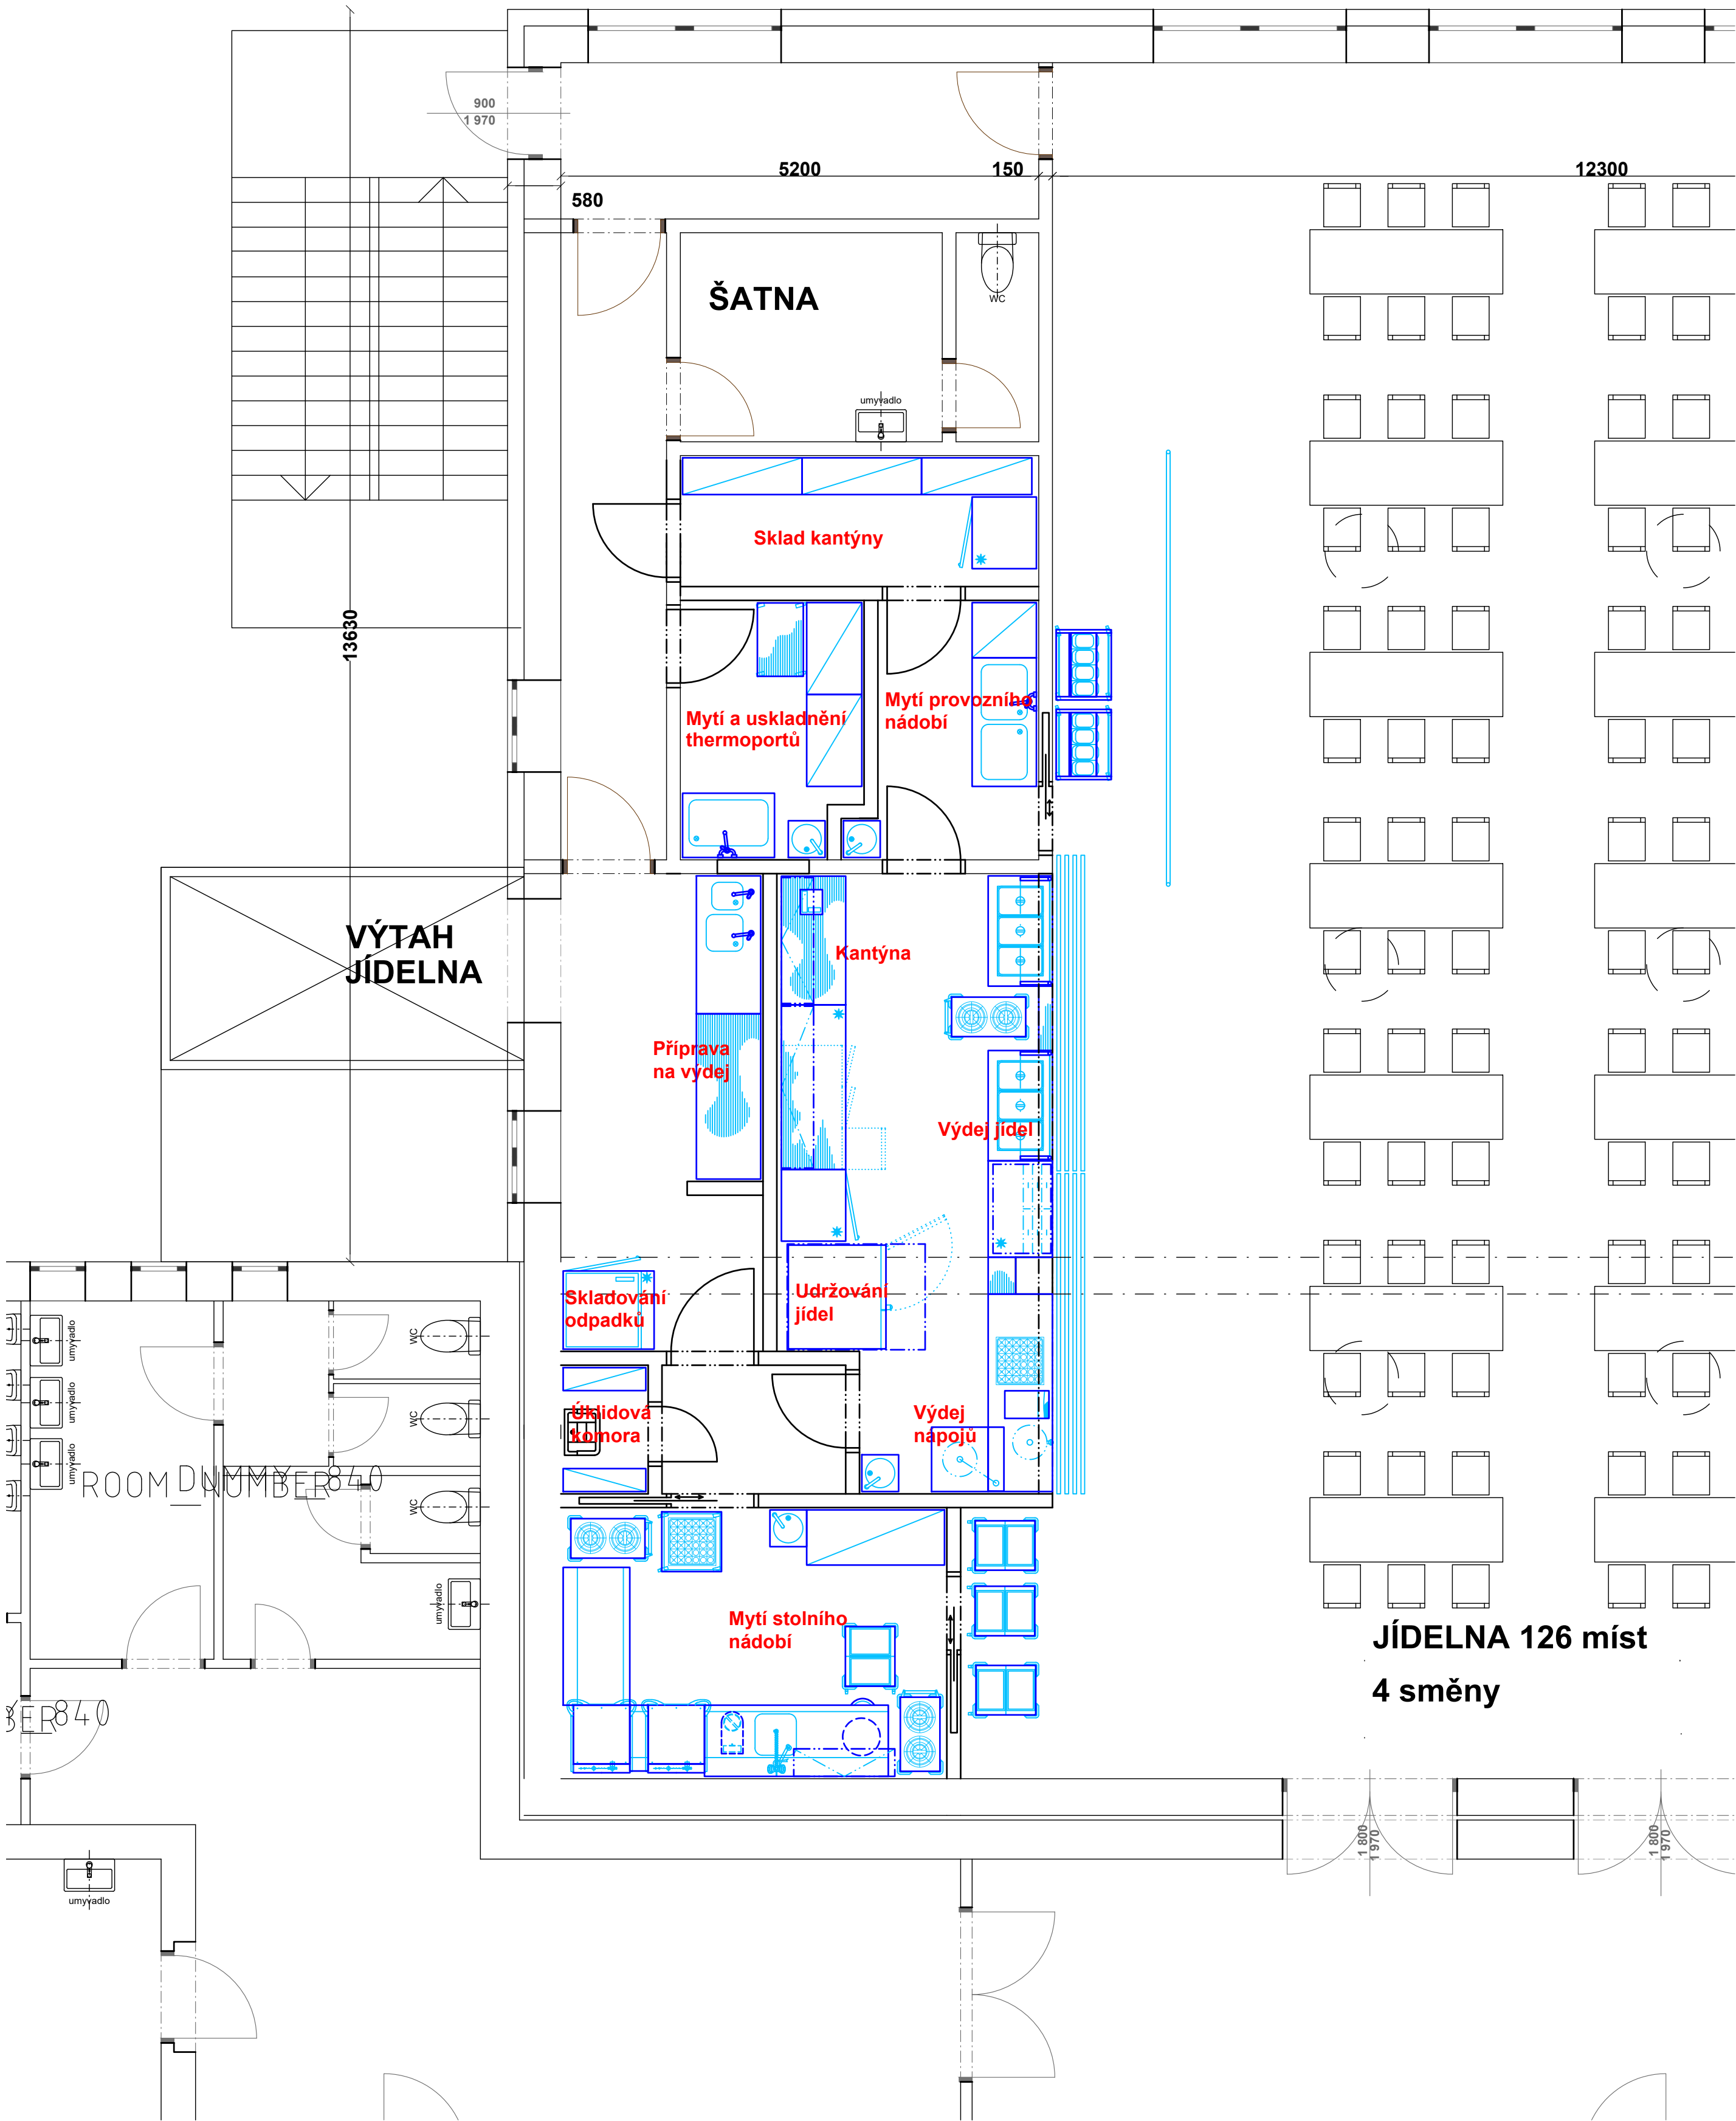 900
1 970
5200
150
12300
580
ŠATNA
WC
umyvadlo
Sklad kantýny
13630
Mytí a uskladnění
thermoportů
Mytí provozního
nádobí
VÝTAH
JÍDELNA
Kantýna
Příprava
na výdej
Výdej jídel
Skladování
odpadků
Udržování
jídel
umyvadlo
WC
umyvadlo
WC
Úklidová
komora
Výdej
nápojů
umyvadlo
ROOM_NUMBER840
DUMMY
WC
umyvadlo
Mytí stolního
nádobí
JÍDELNA 126 míst
4 směny
BER840
1 800
1 970
1 800
1 970
umyvadlo